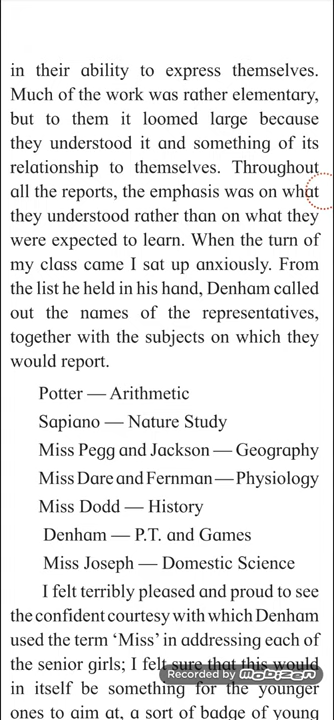 in their ability to express themselves.
Much of the work was rather elementary,
but to them it loomed large because
they understood it and something of its
relationship to themselves. Throughout
all the reports, the emphasis was on what
they understood rather than on what they
were expected to learn. When the turn of
my class came I sat up anxiously. From
the list he held in his hand, Denham called
out the names of the representatives,
together with the subjects on which they
would report.
Potter — Arithmetic
Sapiano — Nature Study
Miss Pegg and Jackson — Geography
Miss Dare and Fernman — Physiology
Miss Dodd — History
Denham — P.T. and Games
Miss Joseph — Domestic Science
I felt terribly pleased and proud to see
the confident courtesy with which Denham
used the term ‘Miss’ in addressing each of
the senior girls; I felt sure that this would
Recorded by mobizen
in itself be something for the younger
ones to aim at, a sort of badge of young